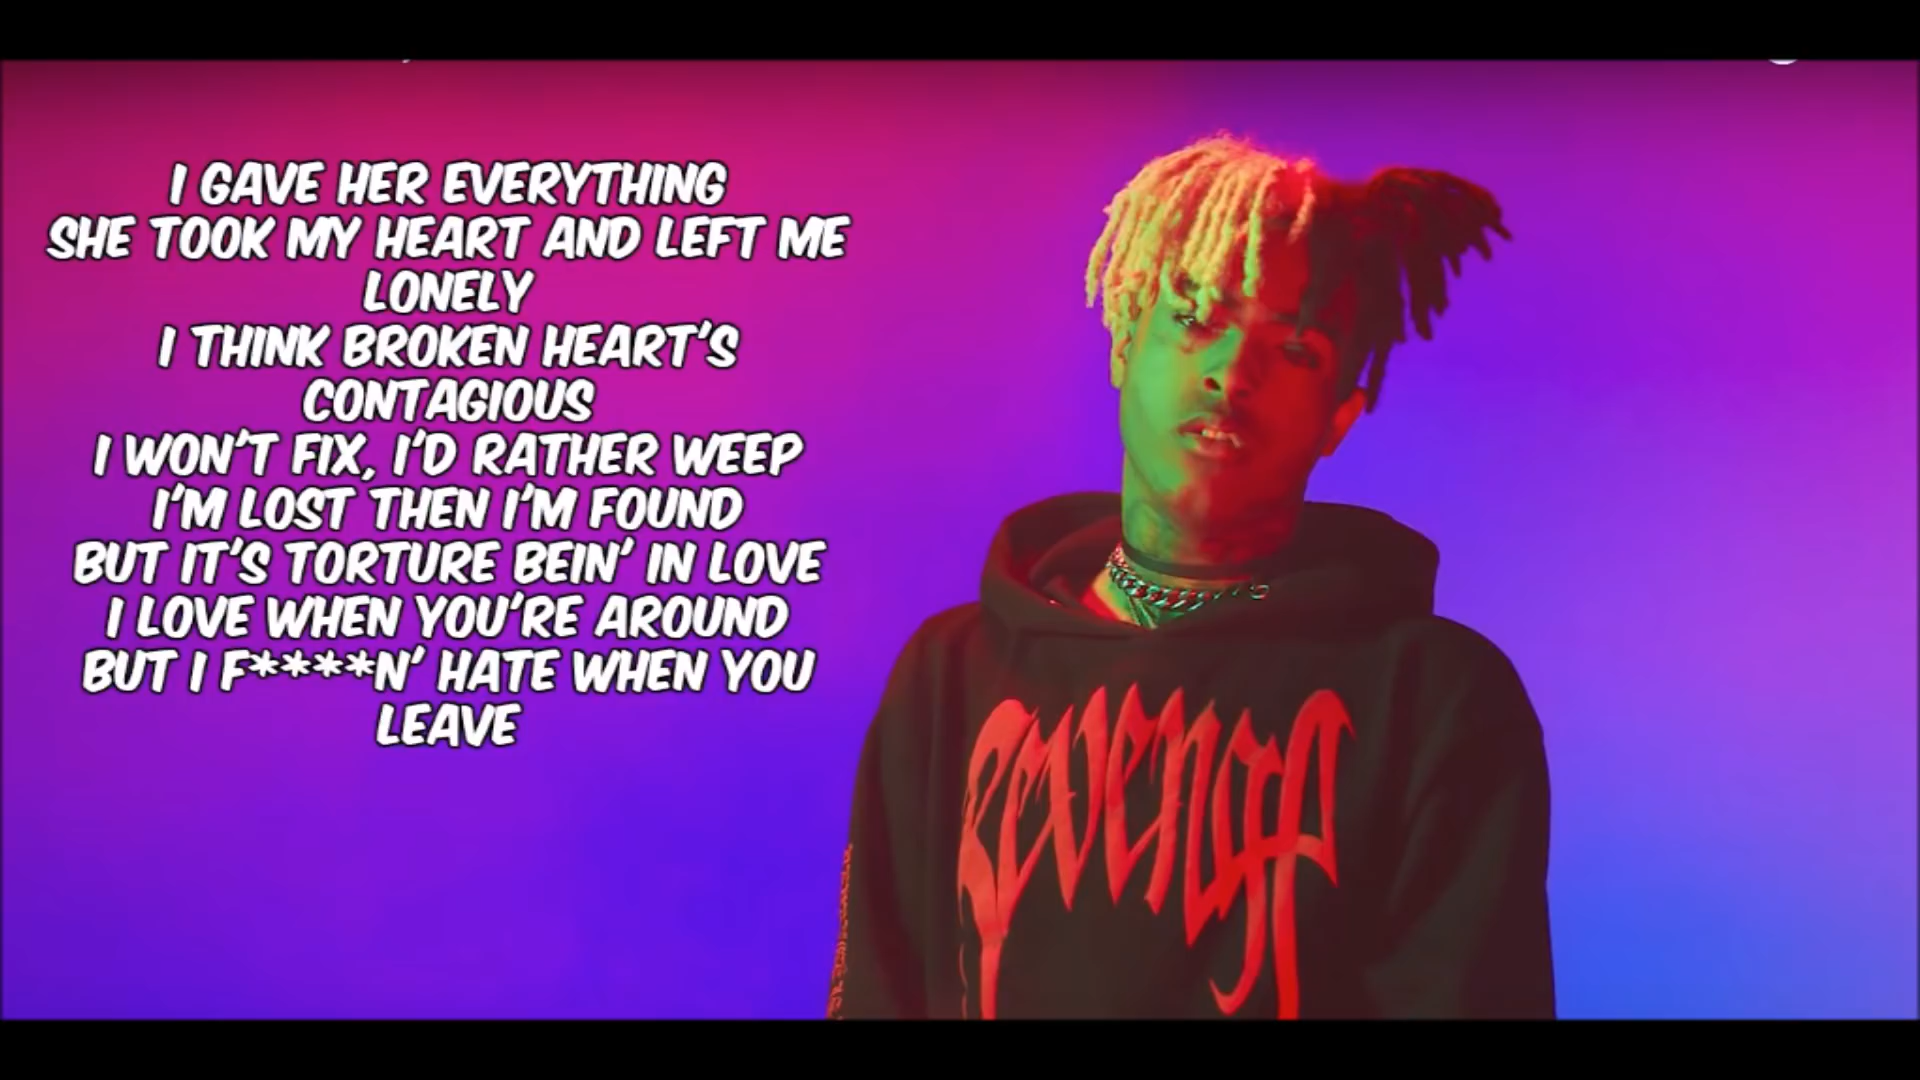 I GAVE HER EVERYTHING
SHE TOOK MY HEART AND LEFT ME
LONELY
I THINK BROKEN HEART'S
CONTAGIOUS
I WON'T FIX, I'D RATHER WEEP
I'M LOST THEN I'M FOUND
BUT IT'S TORTURE BEIN' IN LOVE
I LOVE WHEN YOU'RE AROUND
BUT I F****N' HATE WHEN YOU
LEAVE
revenge